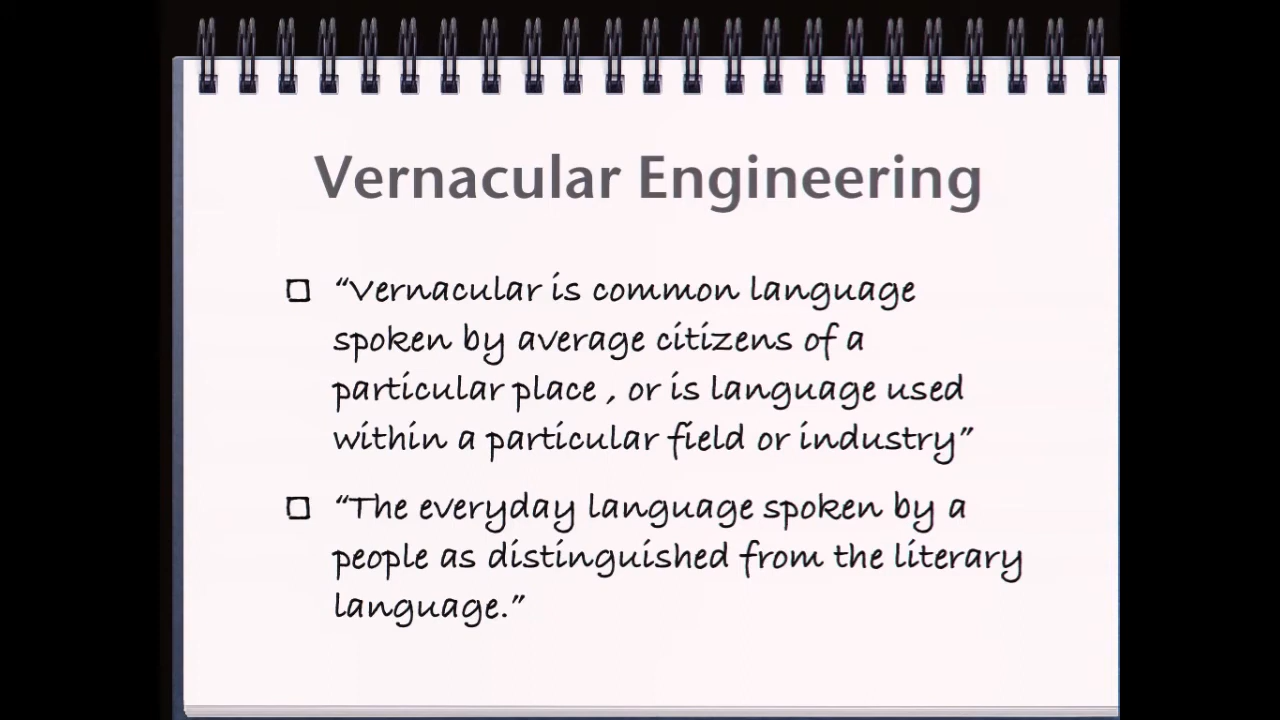 Vernacular Engineering
“Vernacular is common language
spoken by average citizens of a
particular place , or is language used
within a particular field or industry”
“The everyday language spoken by a
people as distinguished from the literary
language.”